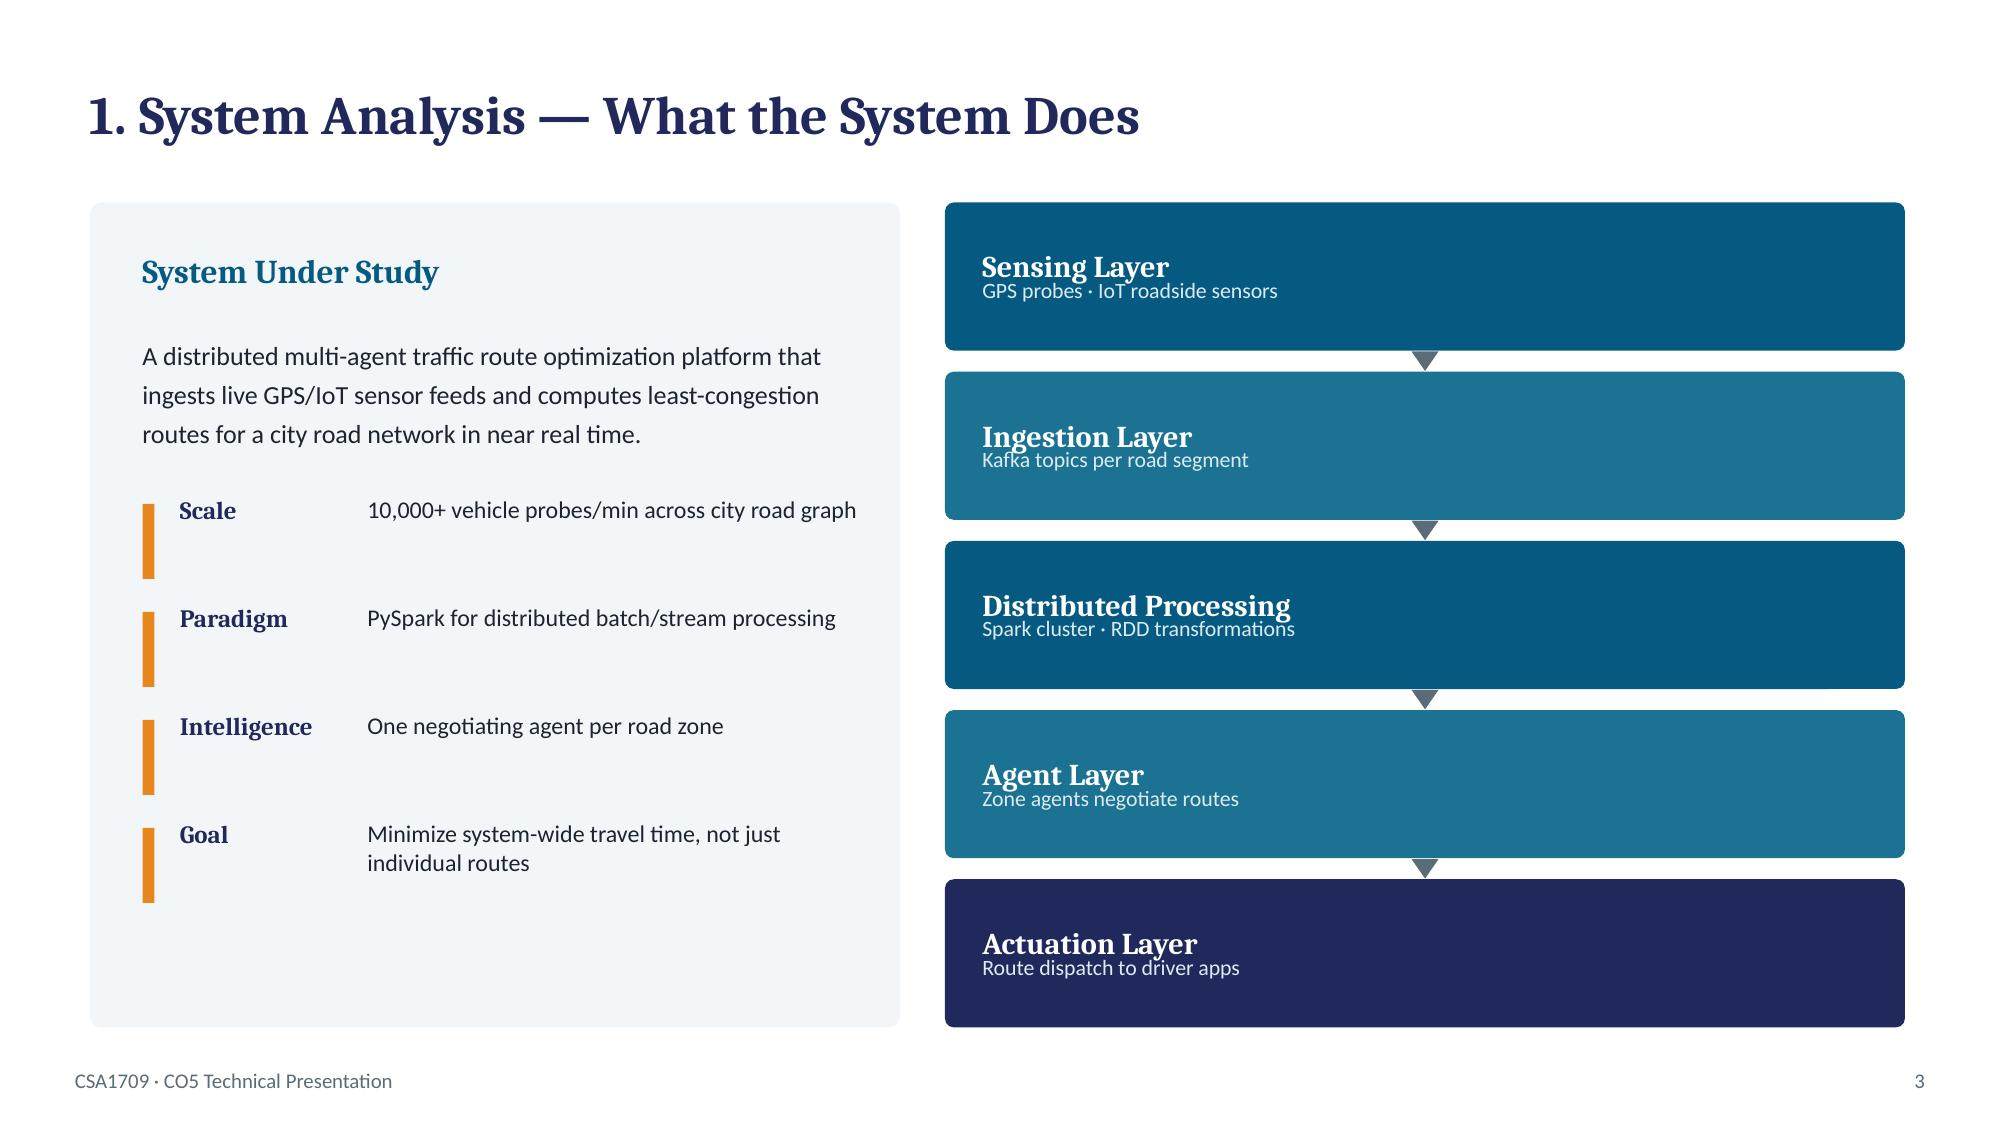 1. System Analysis — What the System Does
System Under Study
A distributed multi-agent traffic route optimization platform that
ingests live GPS/IoT sensor feeds and computes least-congestion
routes for a city road network in near real time.
Scale
10,000+ vehicle probes/min across city road graph
Paradigm
PySpark for distributed batch/stream processing
Intelligence
One negotiating agent per road zone
Goal
Minimize system-wide travel time, not just
individual routes
Sensing Layer
GPS probes · IoT roadside sensors
Ingestion Layer
Kafka topics per road segment
Distributed Processing
Spark cluster · RDD transformations
Agent Layer
Zone agents negotiate routes
Actuation Layer
Route dispatch to driver apps
CSA1709 · CO5 Technical Presentation
3